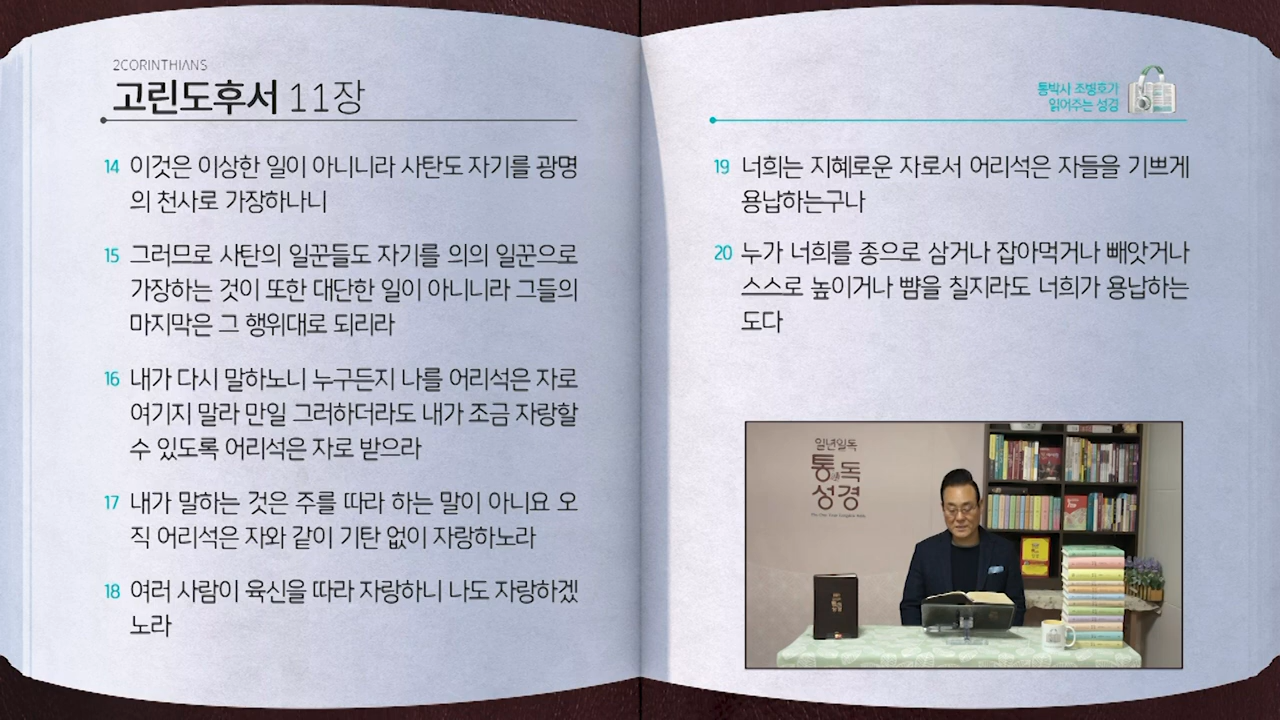 2CORINTHIANS
고린도후서 11장
14 이것은 이상한 일이 아니니라 사탄도 자기를 광명
의 천사로 가장하나니
15 그러므로 사탄의 일꾼들도 자기를 의의 일꾼으로
가장하는 것이 또한 대단한 일이 아니니라 그들의
마지막은 그 행위대로 되리라
16 내가 다시 말하노니 누구든지 나를 어리석은 자로
여기지 말라 만일 그러하더라도 내가 조금 자랑할
수 있도록 어리석은 자로 받으라
17 내가 말하는 것은 주를 따라 하는 말이 아니요 오
직 어리석은 자와 같이 기탄 없이 자랑하노라
18 여러 사람이 육신을 따라 자랑하니 나도 자랑하겠
노라
통박사 조병호가
읽어주는 성경
19 너희는 지혜로운 자로서 어리석은 자들을 기쁘게
용납하는구나
20 누가 너희를 종으로 삼거나 잡아먹거나 빼앗거나
스스로 높이거나 뺨을 칠지라도 너희가 용납하는
도다
일년일독
통독
성경